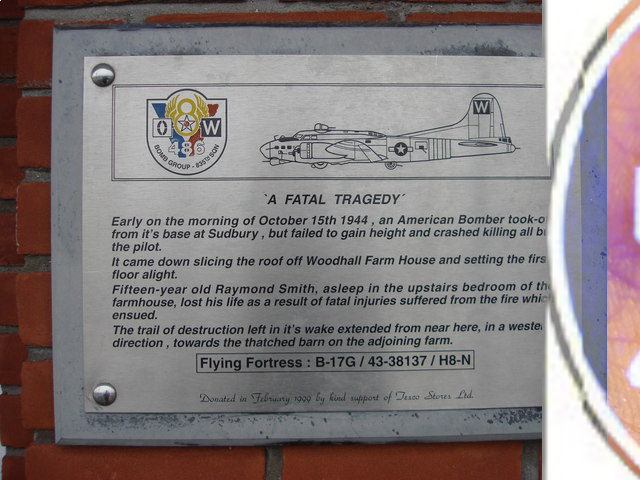 O W
486
BOMB GROUP - 835TH SQN
W
`A FATAL TRAGEDY´
Early on the morning of October 15th 1944 , an American Bomber took-o
from it's base at Sudbury , but failed to gain height and crashed killing all b
the pilot.
It came down slicing the roof off Woodhall Farm House and setting the firs
floor alight.
Fifteen-year old Raymond Smith, asleep in the upstairs bedroom of th
farmhouse, lost his life as a result of fatal injuries suffered from the fire whic
ensued.
The trail of destruction left in it's wake extended from near here, in a weste
direction , towards the thatched barn on the adjoining farm.
Flying Fortress : B-17G / 43-38137 / H8-N
Donated in February 1999 by kind support of Tesco Stores Ltd.